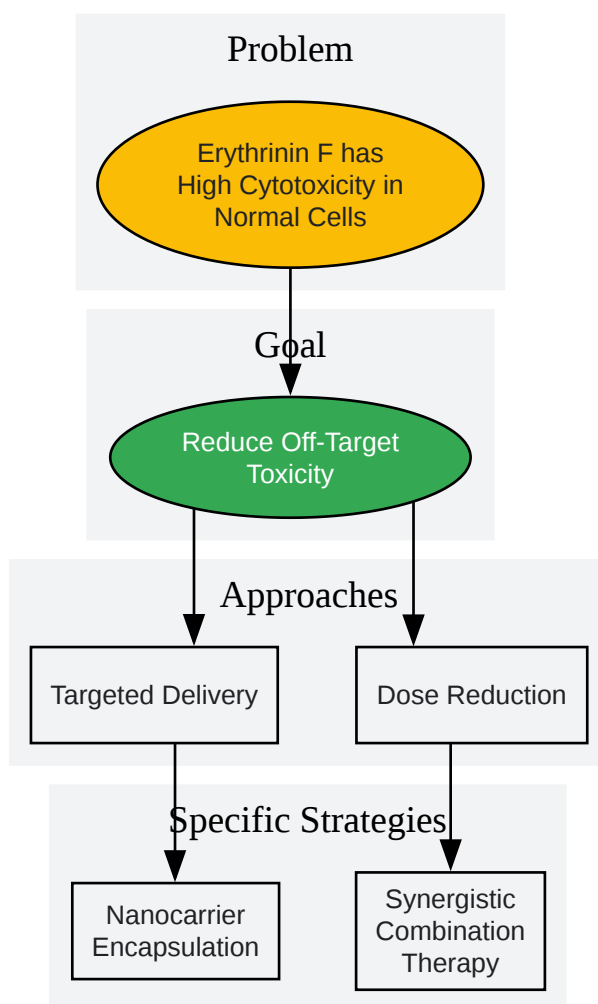 Problem
Erythrinin F has
High Cytotoxicity in
Normal Cells
Goal
Reduce Off-Target
Toxicity
Approaches
Targeted Delivery
Dose Reduction
Specific Strategies
Nanocarrier
Encapsulation
Synergistic
Combination
Therapy